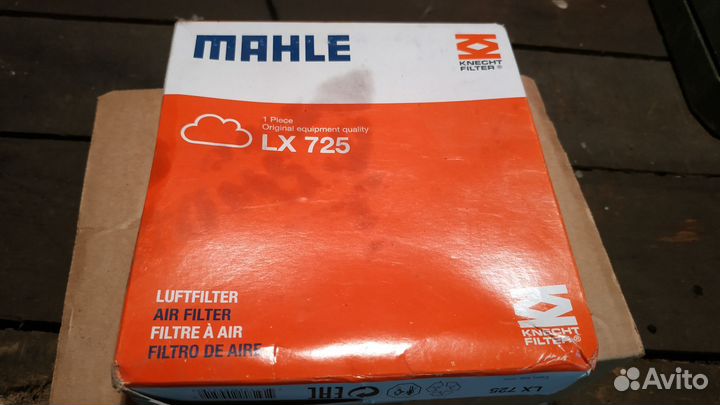 MAHLE
KNECHT
FILTER®
1 Piece
Original equipment quality
LX 725
LUFTFILTER
AIR FILTER
FILTRE À AIR
FILTRO DE AIRE
KNECHT
FILTER®
EAC
LX 725
Avito